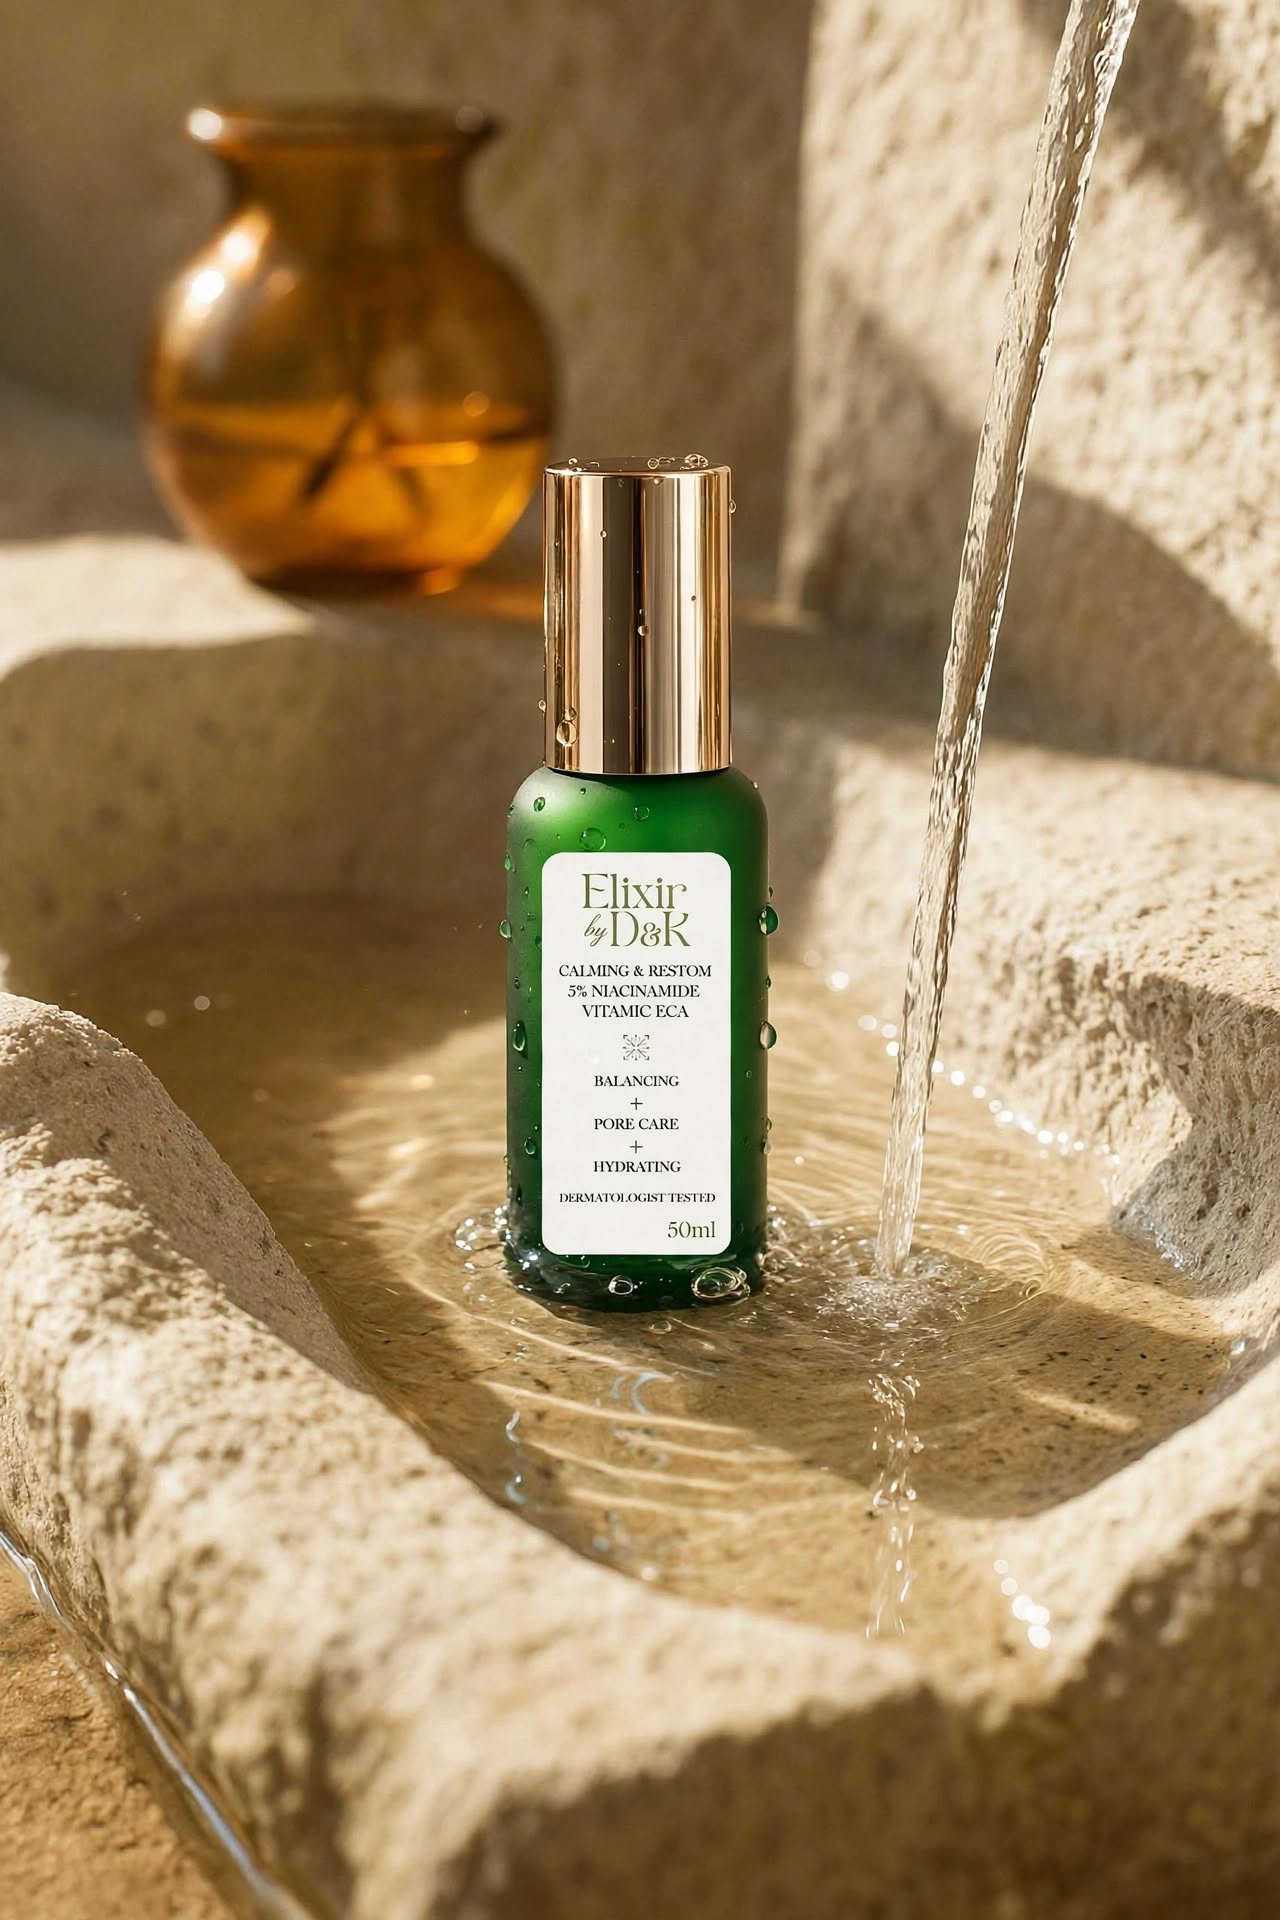 Elixir
by D&K
CALMING & RESTOM
5% NIACINAMIDE
VITAMIC ECA
BALANCING
+
PORE CARE
+
HYDRATING
DERMATOLOGIST TESTED
50ml